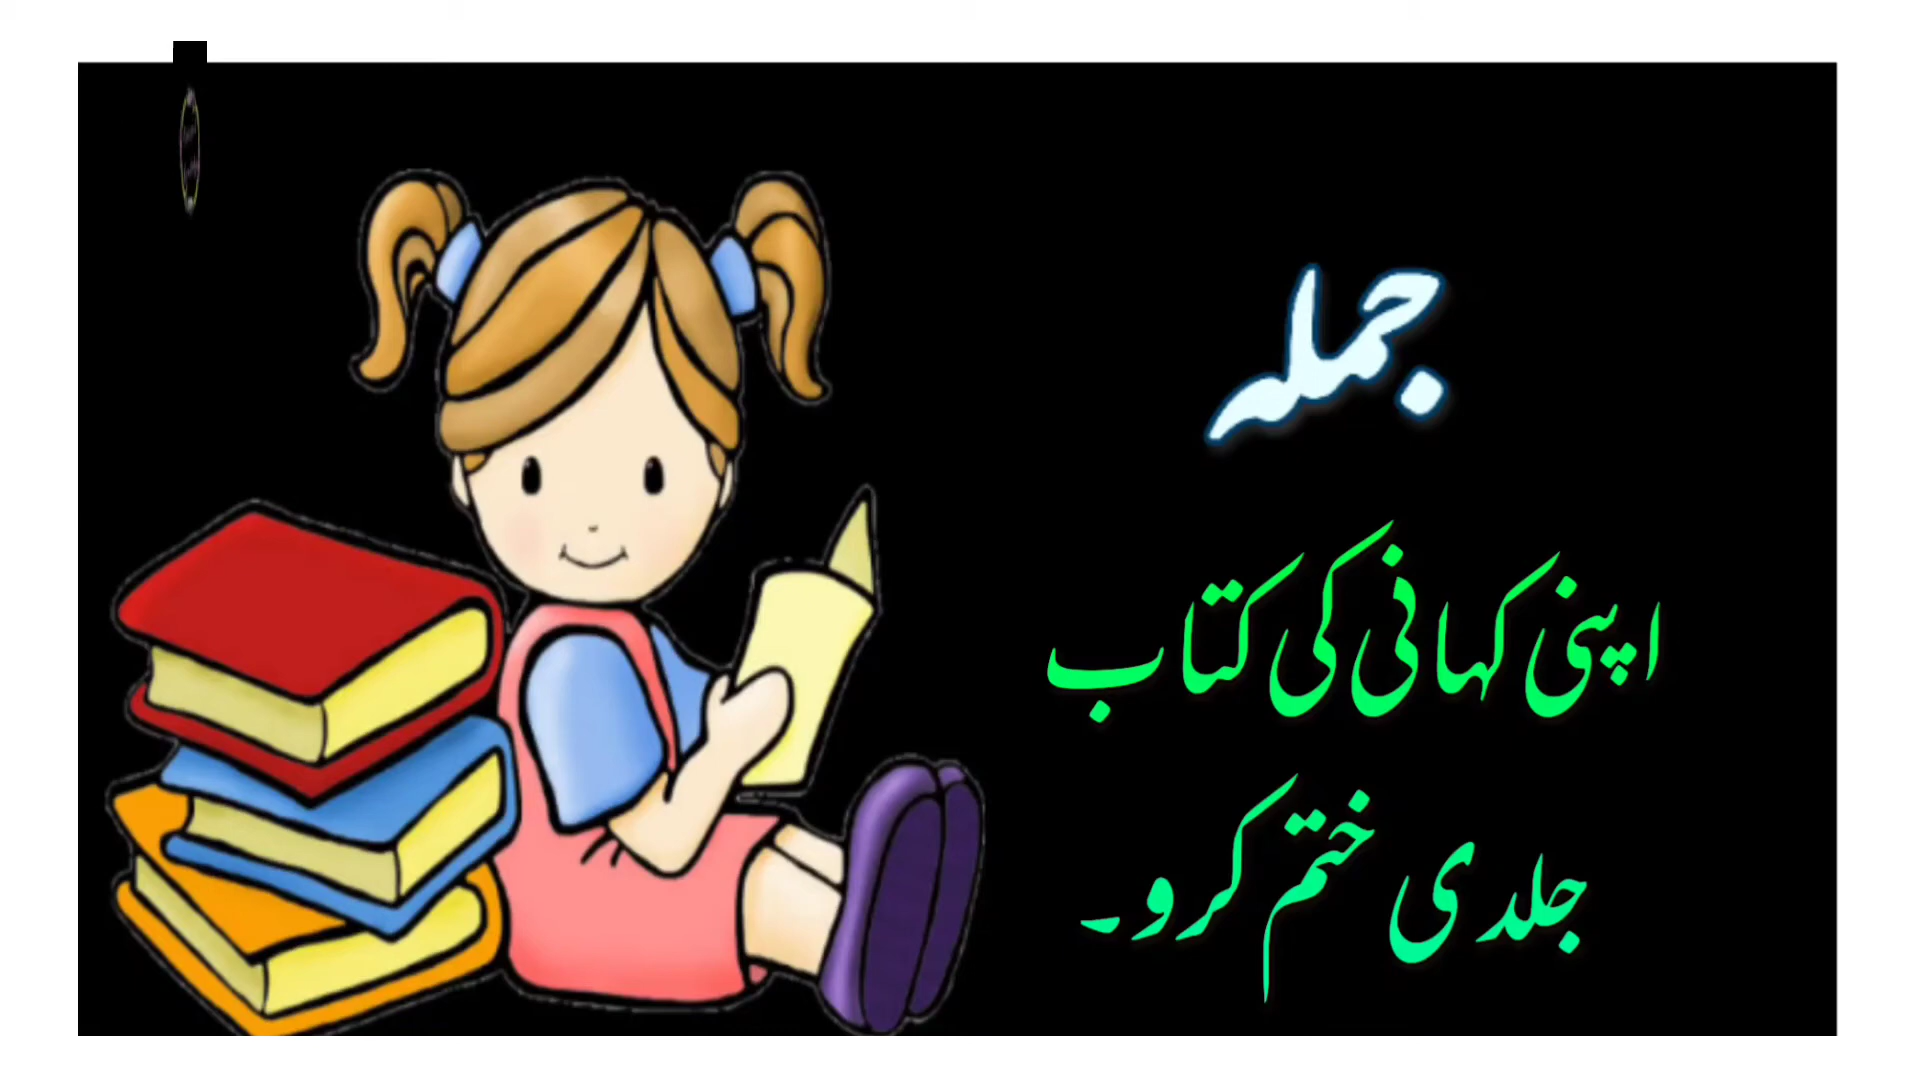 جملہ
اپنی کہانی کی کتاب
جلدی ختم کرو۔